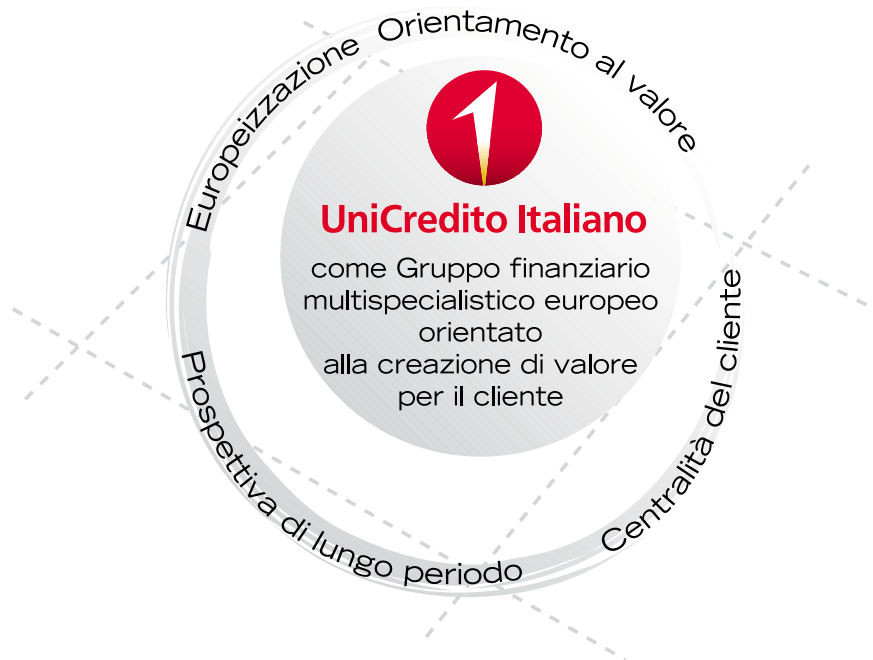 Europeizzazione
Orientamento al valore
UniCredito Italiano
come Gruppo finanziario
multispecialistico europeo
orientato
alla creazione di valore
per il cliente
Centralità del cliente
Prospettiva di lungo periodo